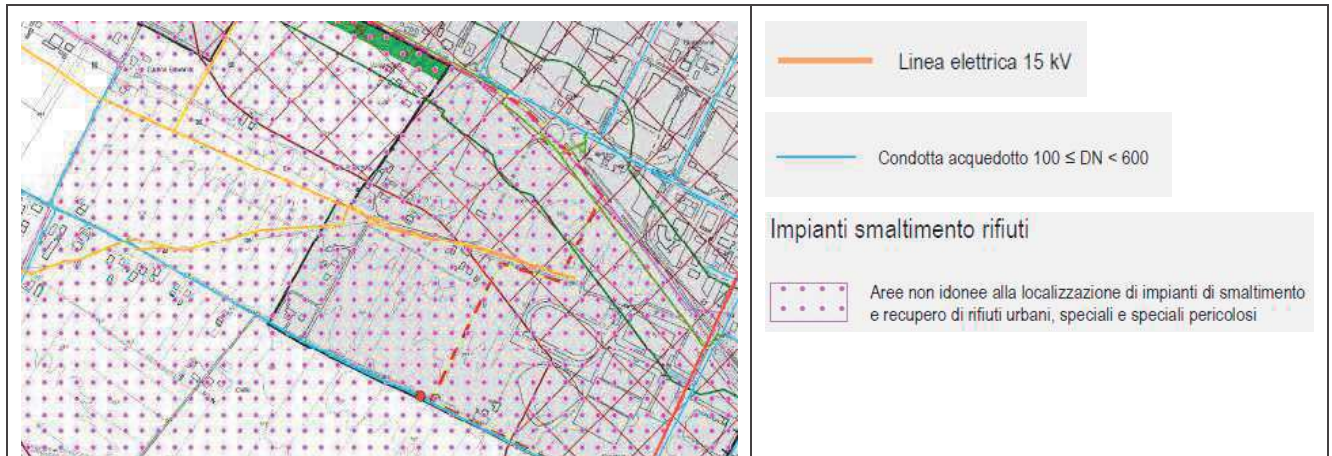 Linea elettrica 15 kV
Condotta acquedotto 100 ≤ DN < 600
Impianti smaltimento rifiuti
Aree non idonee alla localizzazione di impianti di smaltimento
e recupero di rifiuti urbani, speciali e speciali pericolosi